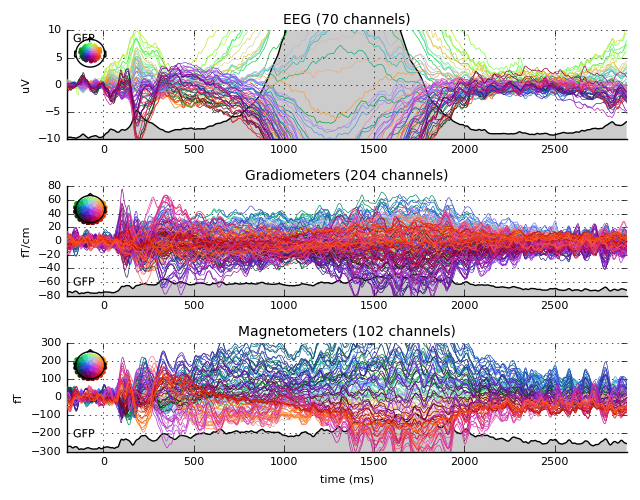 EEG (70 channels)
GFP
uV
10
5
0
−5
−10
0 500 1000 1500 2000 2500
Gradiometers (204 channels)
fT/cm
80
60
40
20
0
−20
−40
−60
−80
GFP
0 500 1000 1500 2000 2500
Magnetometers (102 channels)
fT
300
200
100
0
−100
−200
−300
GFP
0 500 1000 1500 2000 2500
time (ms)